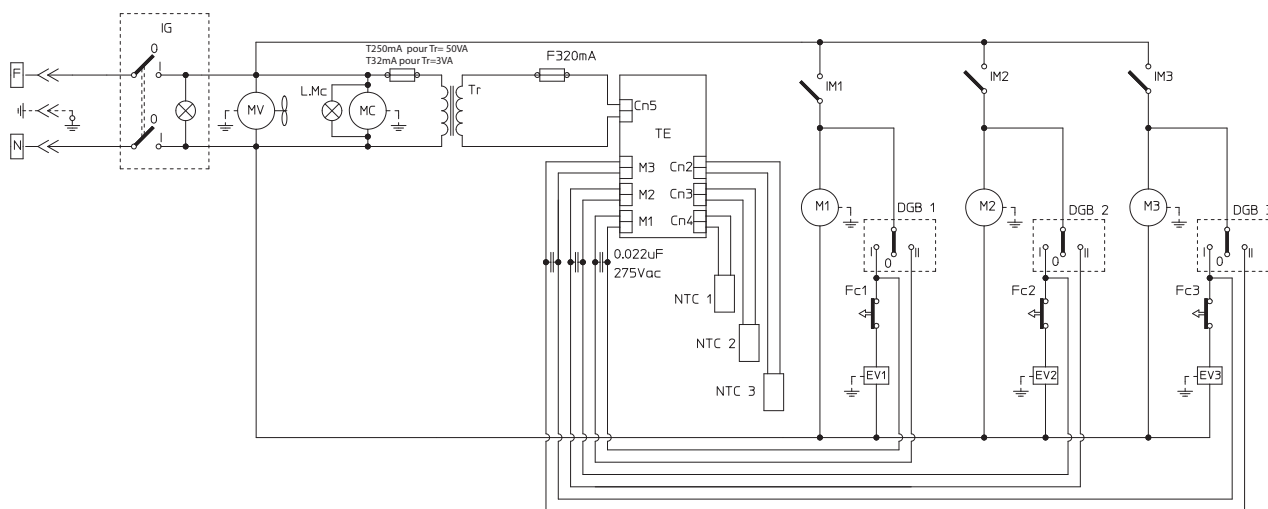 IG
0
I
0
I
F
N
MV
L.Mc
MC
T250mA pour Tr= 50VA
T32mA pour Tr=3VA
Tr
F320mA
Cn5
TE
M3
Cn2
M2
Cn3
M1
Cn4
0.022uF
275Vac
NTC 1
NTC 2
NTC 3
IM1
IM2
IM3
M1
M2
M3
DGB 1
I
0
II
DGB 2
I
0
II
DGB 3
I
0
II
Fc1
Fc2
Fc3
EV1
EV2
EV3